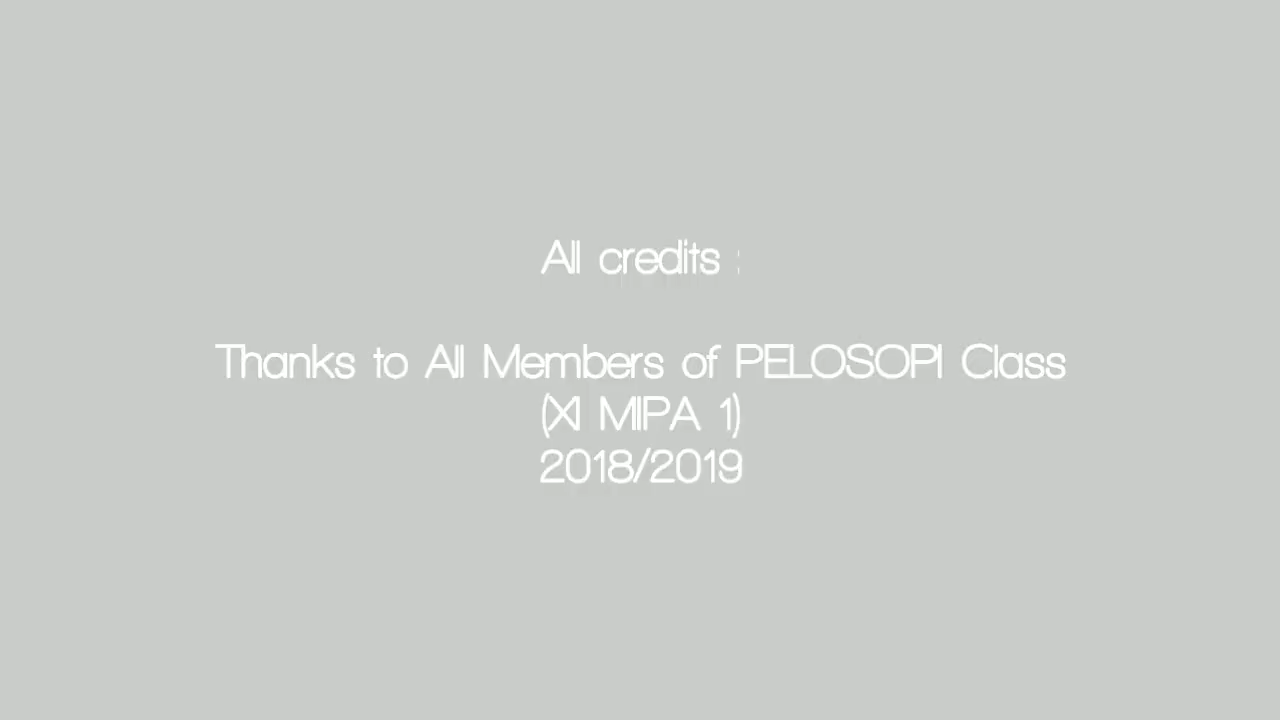 All credits :
Thanks to All Members of PELOSOPI Class
(XI MIPA 1)
2018/2019